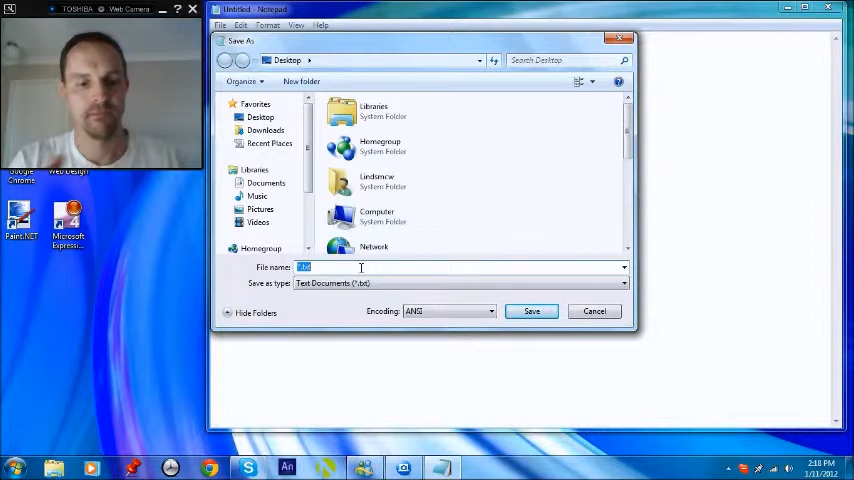 TOSHIBA Web Camera
Untitled - Notepad
File Edit Format View Help
Save As
Desktop
Search Desktop
Organize New folder
Favorites
Desktop
Downloads
Recent Places
Libraries
Documents
Music
Pictures
Videos
Homegroup
Libraries
System Folder
Homegroup
System Folder
Lindsmcw
System Folder
Computer
System Folder
Network
File name: *.txt
Save as type: Text Documents (*.txt)
Hide Folders Encoding: ANSI Save Cancel
Google
Chrome
Web Design
Paint.NET
Microsoft
Expressi...
An
2:18 PM
1/11/2012